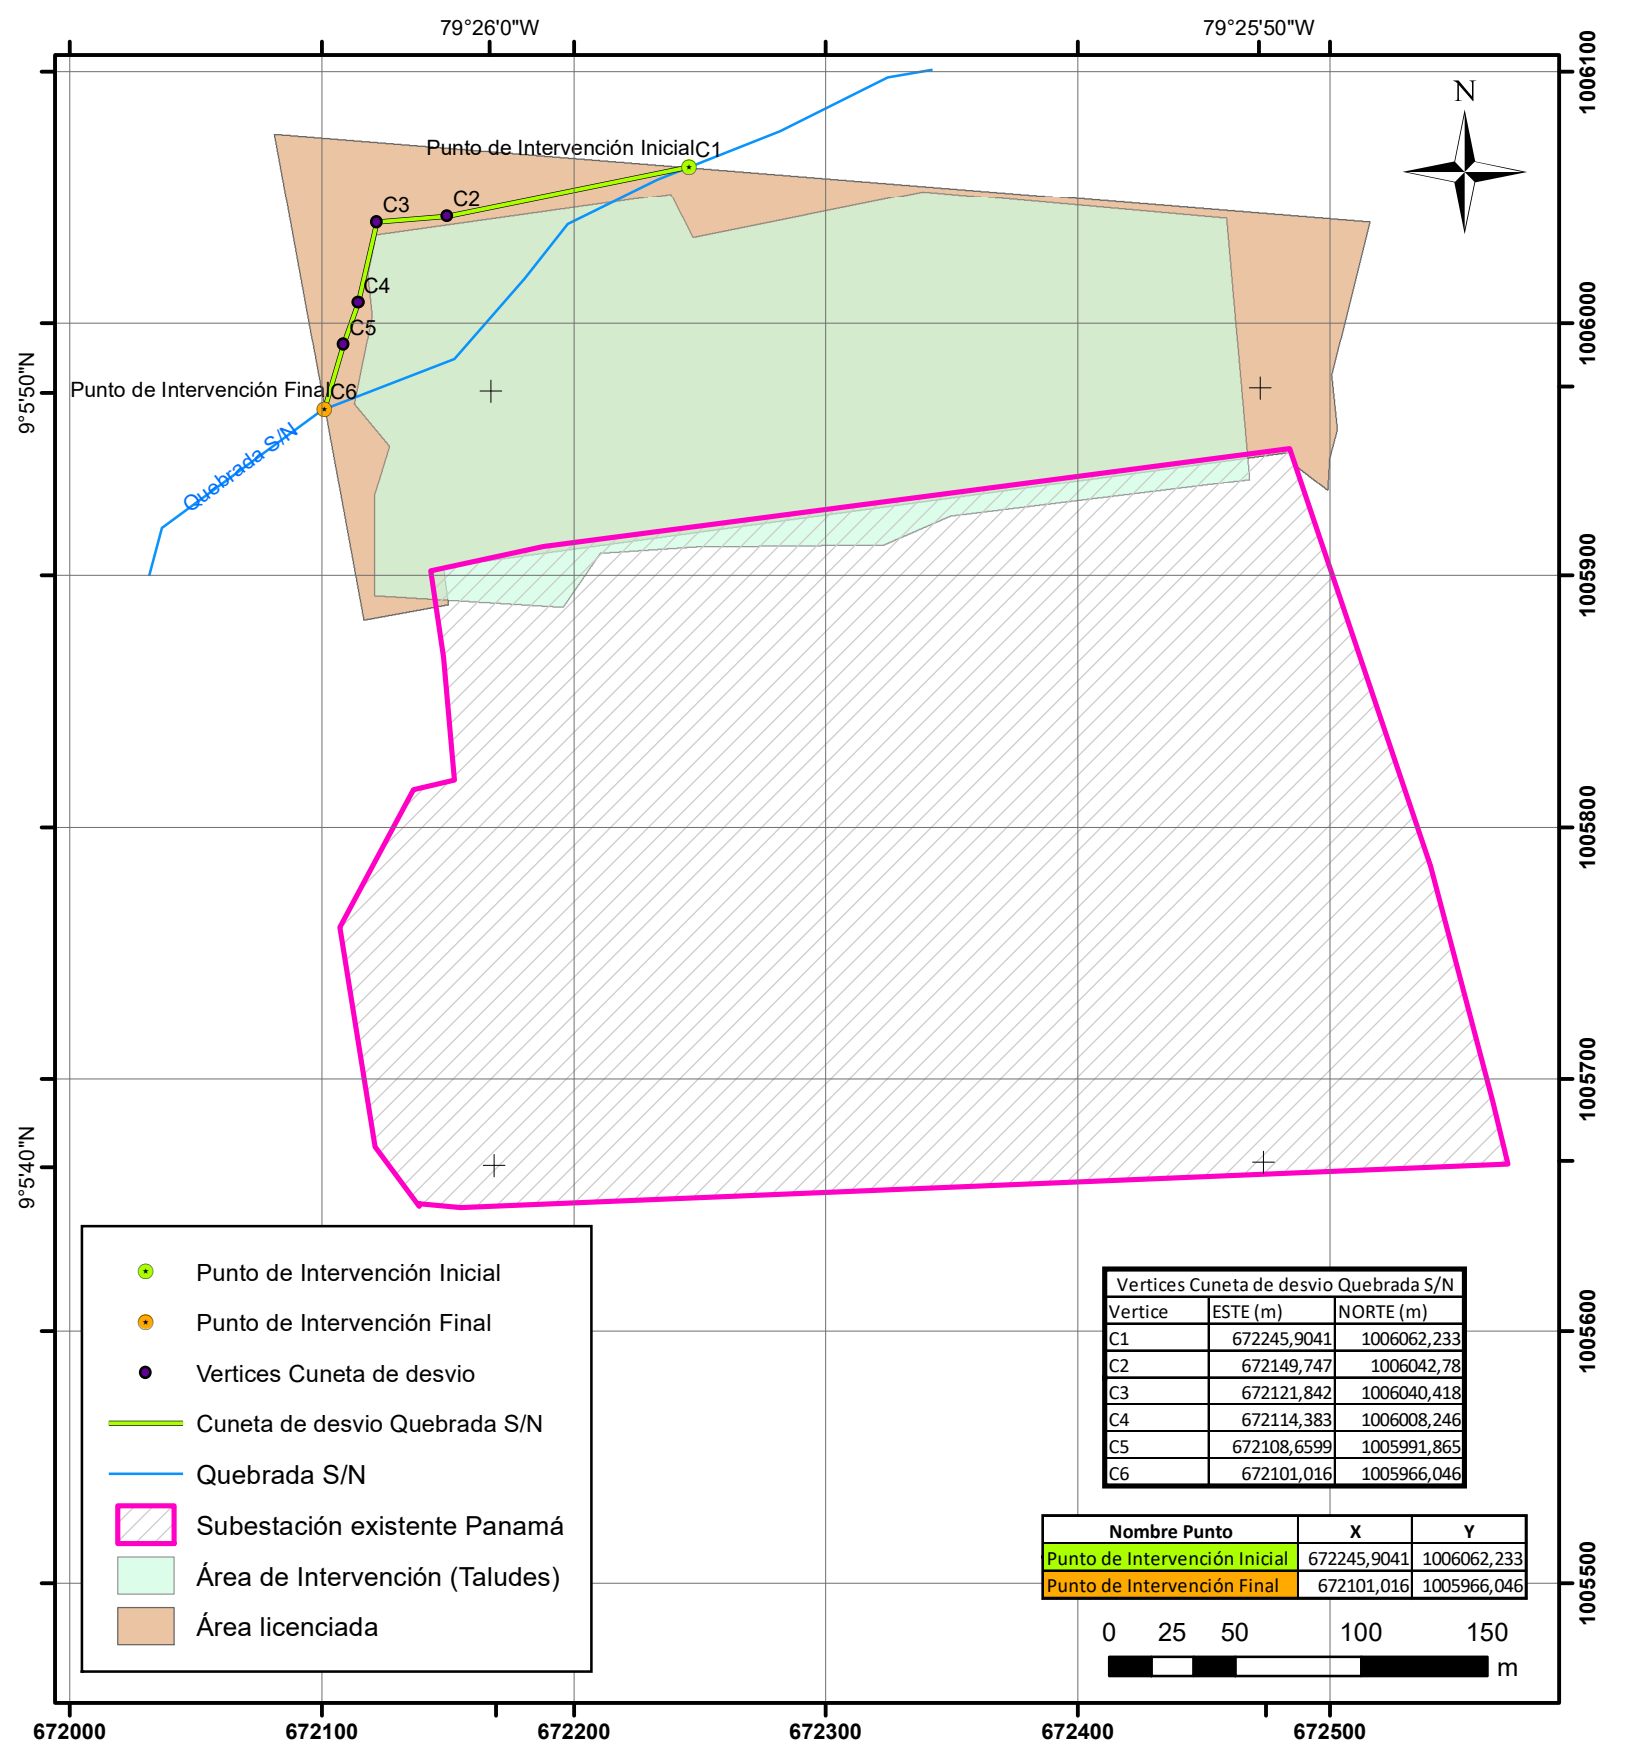 79°26'0"W
79°25'50"W
1006100
N
Punto de Intervención Inicial
C1
C2
C3
C4
C5
1006000
9°5'50"N
Punto de Intervención Final
C6
Quebrada S/N
1005900
1005800
1005700
9°5'40"N
Punto de Intervención Inicial
Punto de Intervención Final
Vertices Cuneta de desvio
Cuneta de desvio Quebrada S/N
Quebrada S/N
Subestación existente Panamá
Área de Intervención (Taludes)
Área licenciada
Vertices Cuneta de desvio Quebrada S/N
Vertice ESTE (m) NORTE (m)
C1 672245,9041 1006062,233
C2 672149,747 1006042,78
C3 672121,842 1006040,418
C4 672114,383 1006008,246
C5 672108,6599 1005991,865
C6 672101,016 1005966,046
1005600
Nombre Punto X Y
Punto de Intervención Inicial 672245,9041 1006062,233
Punto de Intervención Final 672101,016 1005966,046
1005500
0 25 50 100 150
m
672000 672100 672200 672300 672400 672500